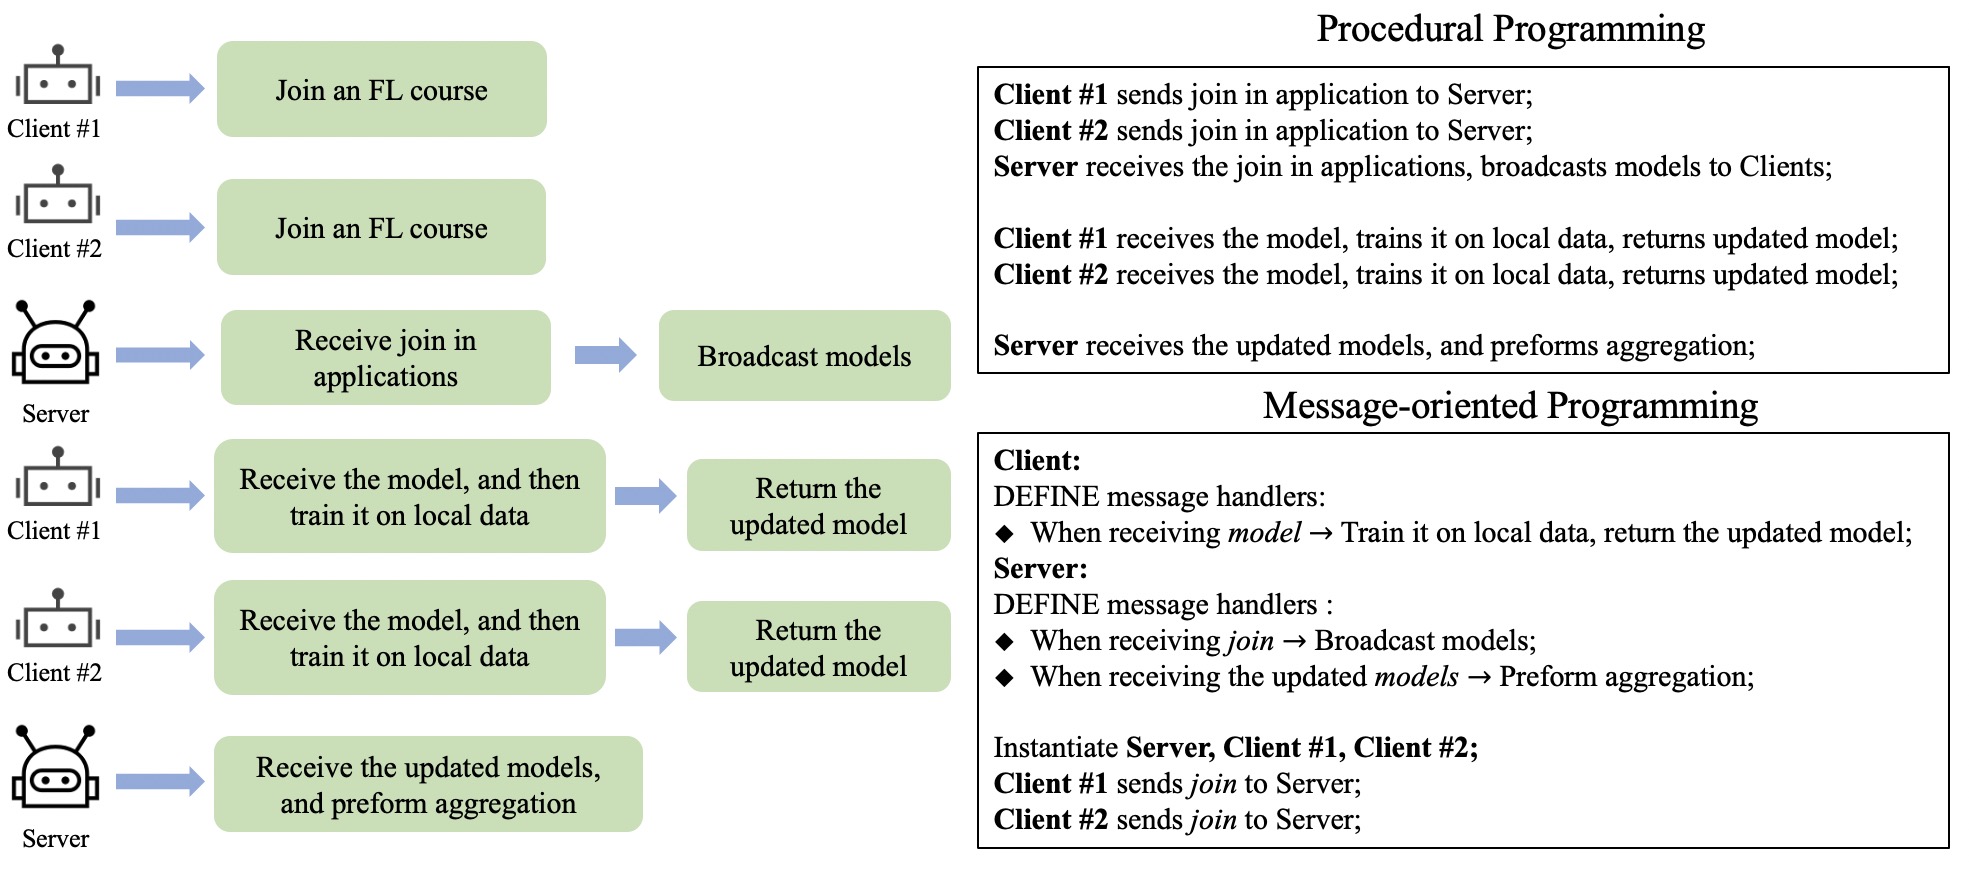 Client #1
Join an FL course
Client #2
Join an FL course
Server
Receive join in
applications
Broadcast models
Client #1
Receive the model, and then
train it on local data
Return the
updated model
Client #2
Receive the model, and then
train it on local data
Return the
updated model
Server
Receive the updated models,
and preform aggregation
Procedural Programming
Client #1 sends join in application to Server;
Client #2 sends join in application to Server;
Server receives the join in applications, broadcasts models to Clients;
Client #1 receives the model, trains it on local data, returns updated model;
Client #2 receives the model, trains it on local data, returns updated model;
Server receives the updated models, and preforms aggregation;
Message-oriented Programming
Client:
DEFINE message handlers:
◆ When receiving model → Train it on local data, return the updated model;
Server:
DEFINE message handlers :
◆ When receiving join → Broadcast models;
◆ When receiving the updated models → Preform aggregation;
Instantiate Server, Client #1, Client #2;
Client #1 sends join to Server;
Client #2 sends join to Server;